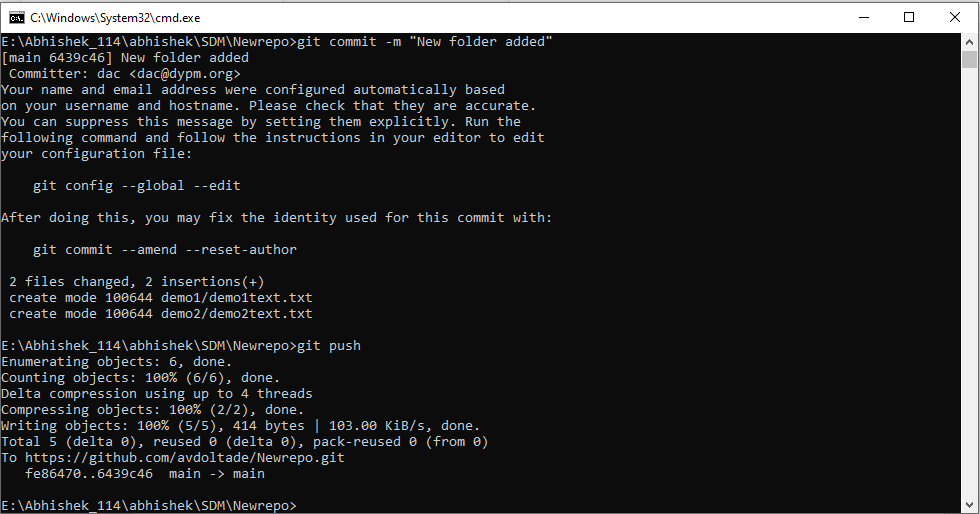 C:\Windows\System32\cmd.exe
E:\Abhishek_114\abhishek\SDM\Newrepo>git commit -m "New folder added"
[main 6439c46] New folder added
 Committer: dac <dac@dypm.org>
Your name and email address were configured automatically based
on your username and hostname. Please check that they are accurate.
You can suppress this message by setting them explicitly. Run the
following command and follow the instructions in your editor to edit
your configuration file:

    git config --global --edit

After doing this, you may fix the identity used for this commit with:

    git commit --amend --reset-author

 2 files changed, 2 insertions(+)
 create mode 100644 demo1/demo1text.txt
 create mode 100644 demo2/demo2text.txt

E:\Abhishek_114\abhishek\SDM\Newrepo>git push
Enumerating objects: 6, done.
Counting objects: 100% (6/6), done.
Delta compression using up to 4 threads
Compressing objects: 100% (2/2), done.
Writing objects: 100% (5/5), 414 bytes | 103.00 KiB/s, done.
Total 5 (delta 0), reused 0 (delta 0), pack-reused 0 (from 0)
To https://github.com/avdoltade/Newrepo.git
   fe86470..6439c46  main -> main

E:\Abhishek_114\abhishek\SDM\Newrepo>